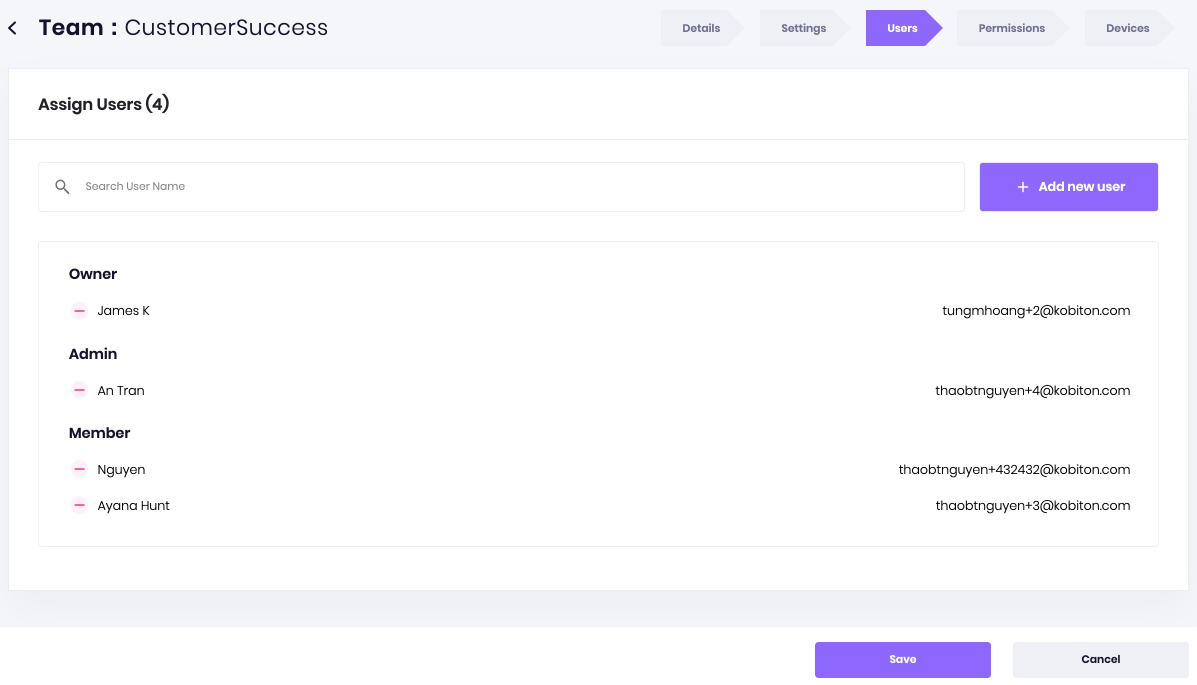 Team : CustomerSuccess
Details
Settings
Users
Permissions
Devices
Assign Users (4)
Search User Name
+ Add new user
Owner
James K tungmhoang+2@kobiton.com
Admin
An Tran thaobtnguyen+4@kobiton.com
Member
Nguyen thaobtnguyen+432432@kobiton.com
Ayana Hunt thaobtnguyen+3@kobiton.com
Save
Cancel